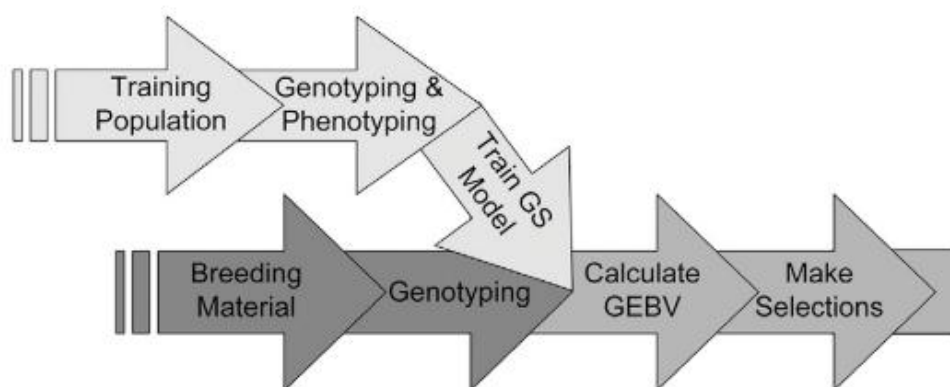 Training
Population
Genotyping &
Phenotyping
Train GS
Model
Breeding
Material
Genotyping
Calculate
GEBV
Make
Selections